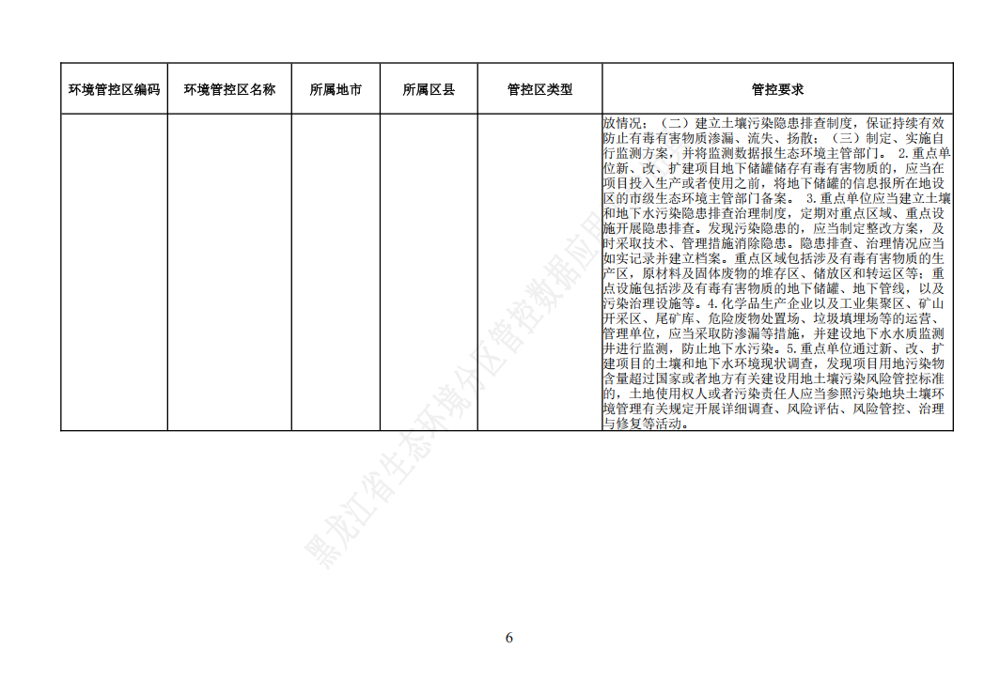 环境管控区编码 环境管控区名称 所属地市 所属区县 管控区类型 管控要求
放情况；（二）建立土壤污染隐患排查制度，保证持续有效
防止有毒有害物质渗漏、流失、扬散；（三）制定、实施自
行监测方案，并将监测数据报生态环境主管部门。 2.重点单
位新、改、扩建项目地下储罐储存有毒有害物质的，应当在
项目投入生产或者使用之前，将地下储罐的信息报所在地设
区的市级生态环境主管部门备案。 3.重点单位应当建立土壤
和地下水污染隐患排查治理制度，定期对重点区域、重点设
施开展隐患排查。发现污染隐患的，应当制定整改方案，及
时采取技术、管理措施消除隐患。隐患排查、治理情况应当
如实记录并建立档案。重点区域包括涉及有毒有害物质的生
产区，原材料及固体废物的堆存区、储放区和转运区等；重
点设施包括涉及有毒有害物质的地下储罐、地下管线，以及
污染治理设施等。4.化学品生产企业以及工业集聚区、矿山
开采区、尾矿库、危险废物处置场、垃圾填埋场等的运营、
管理单位，应当采取防渗漏等措施，并建设地下水水质监测
井进行监测，防止地下水污染。5.重点单位通过新、改、扩
建项目的土壤和地下水环境现状调查，发现项目用地污染物
含量超过国家或者地方有关建设用地土壤污染风险管控标准
的，土地使用权人或者污染责任人应当参照污染地块土壤环
境管理有关规定开展详细调查、风险评估、风险管控、治理
与修复等活动。
黑龙江省生态环境分区管控数据应用
6